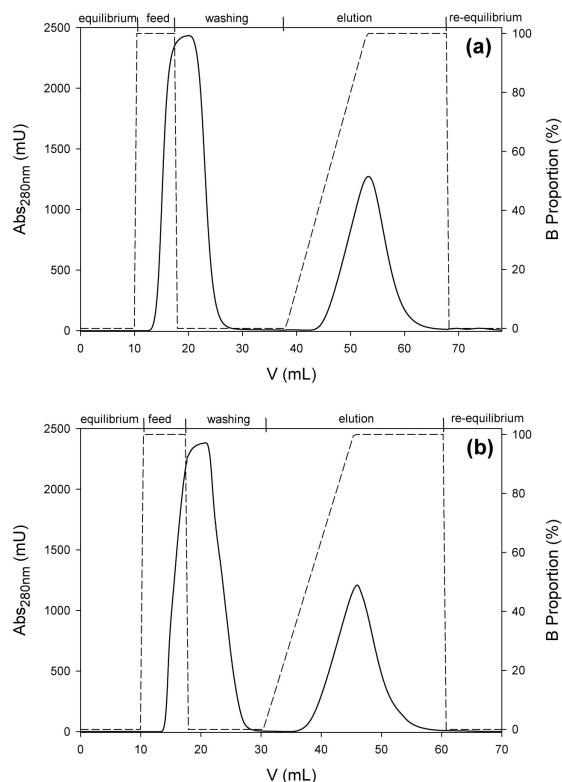 equilibrium feed washing elution re-equilibrium
(a)
2500
2000
1500
1000
500
0
Abs280nm (mU)
100
80
60
40
20
0
B Proportion (%)
0 10 20 30 40 50 60 70
V (mL)
equilibrium feed washing elution re-equilibrium
(b)
2500
2000
1500
1000
500
0
Abs280nm (mU)
100
80
60
40
20
0
B Proportion (%)
0 10 20 30 40 50 60 70
V (mL)